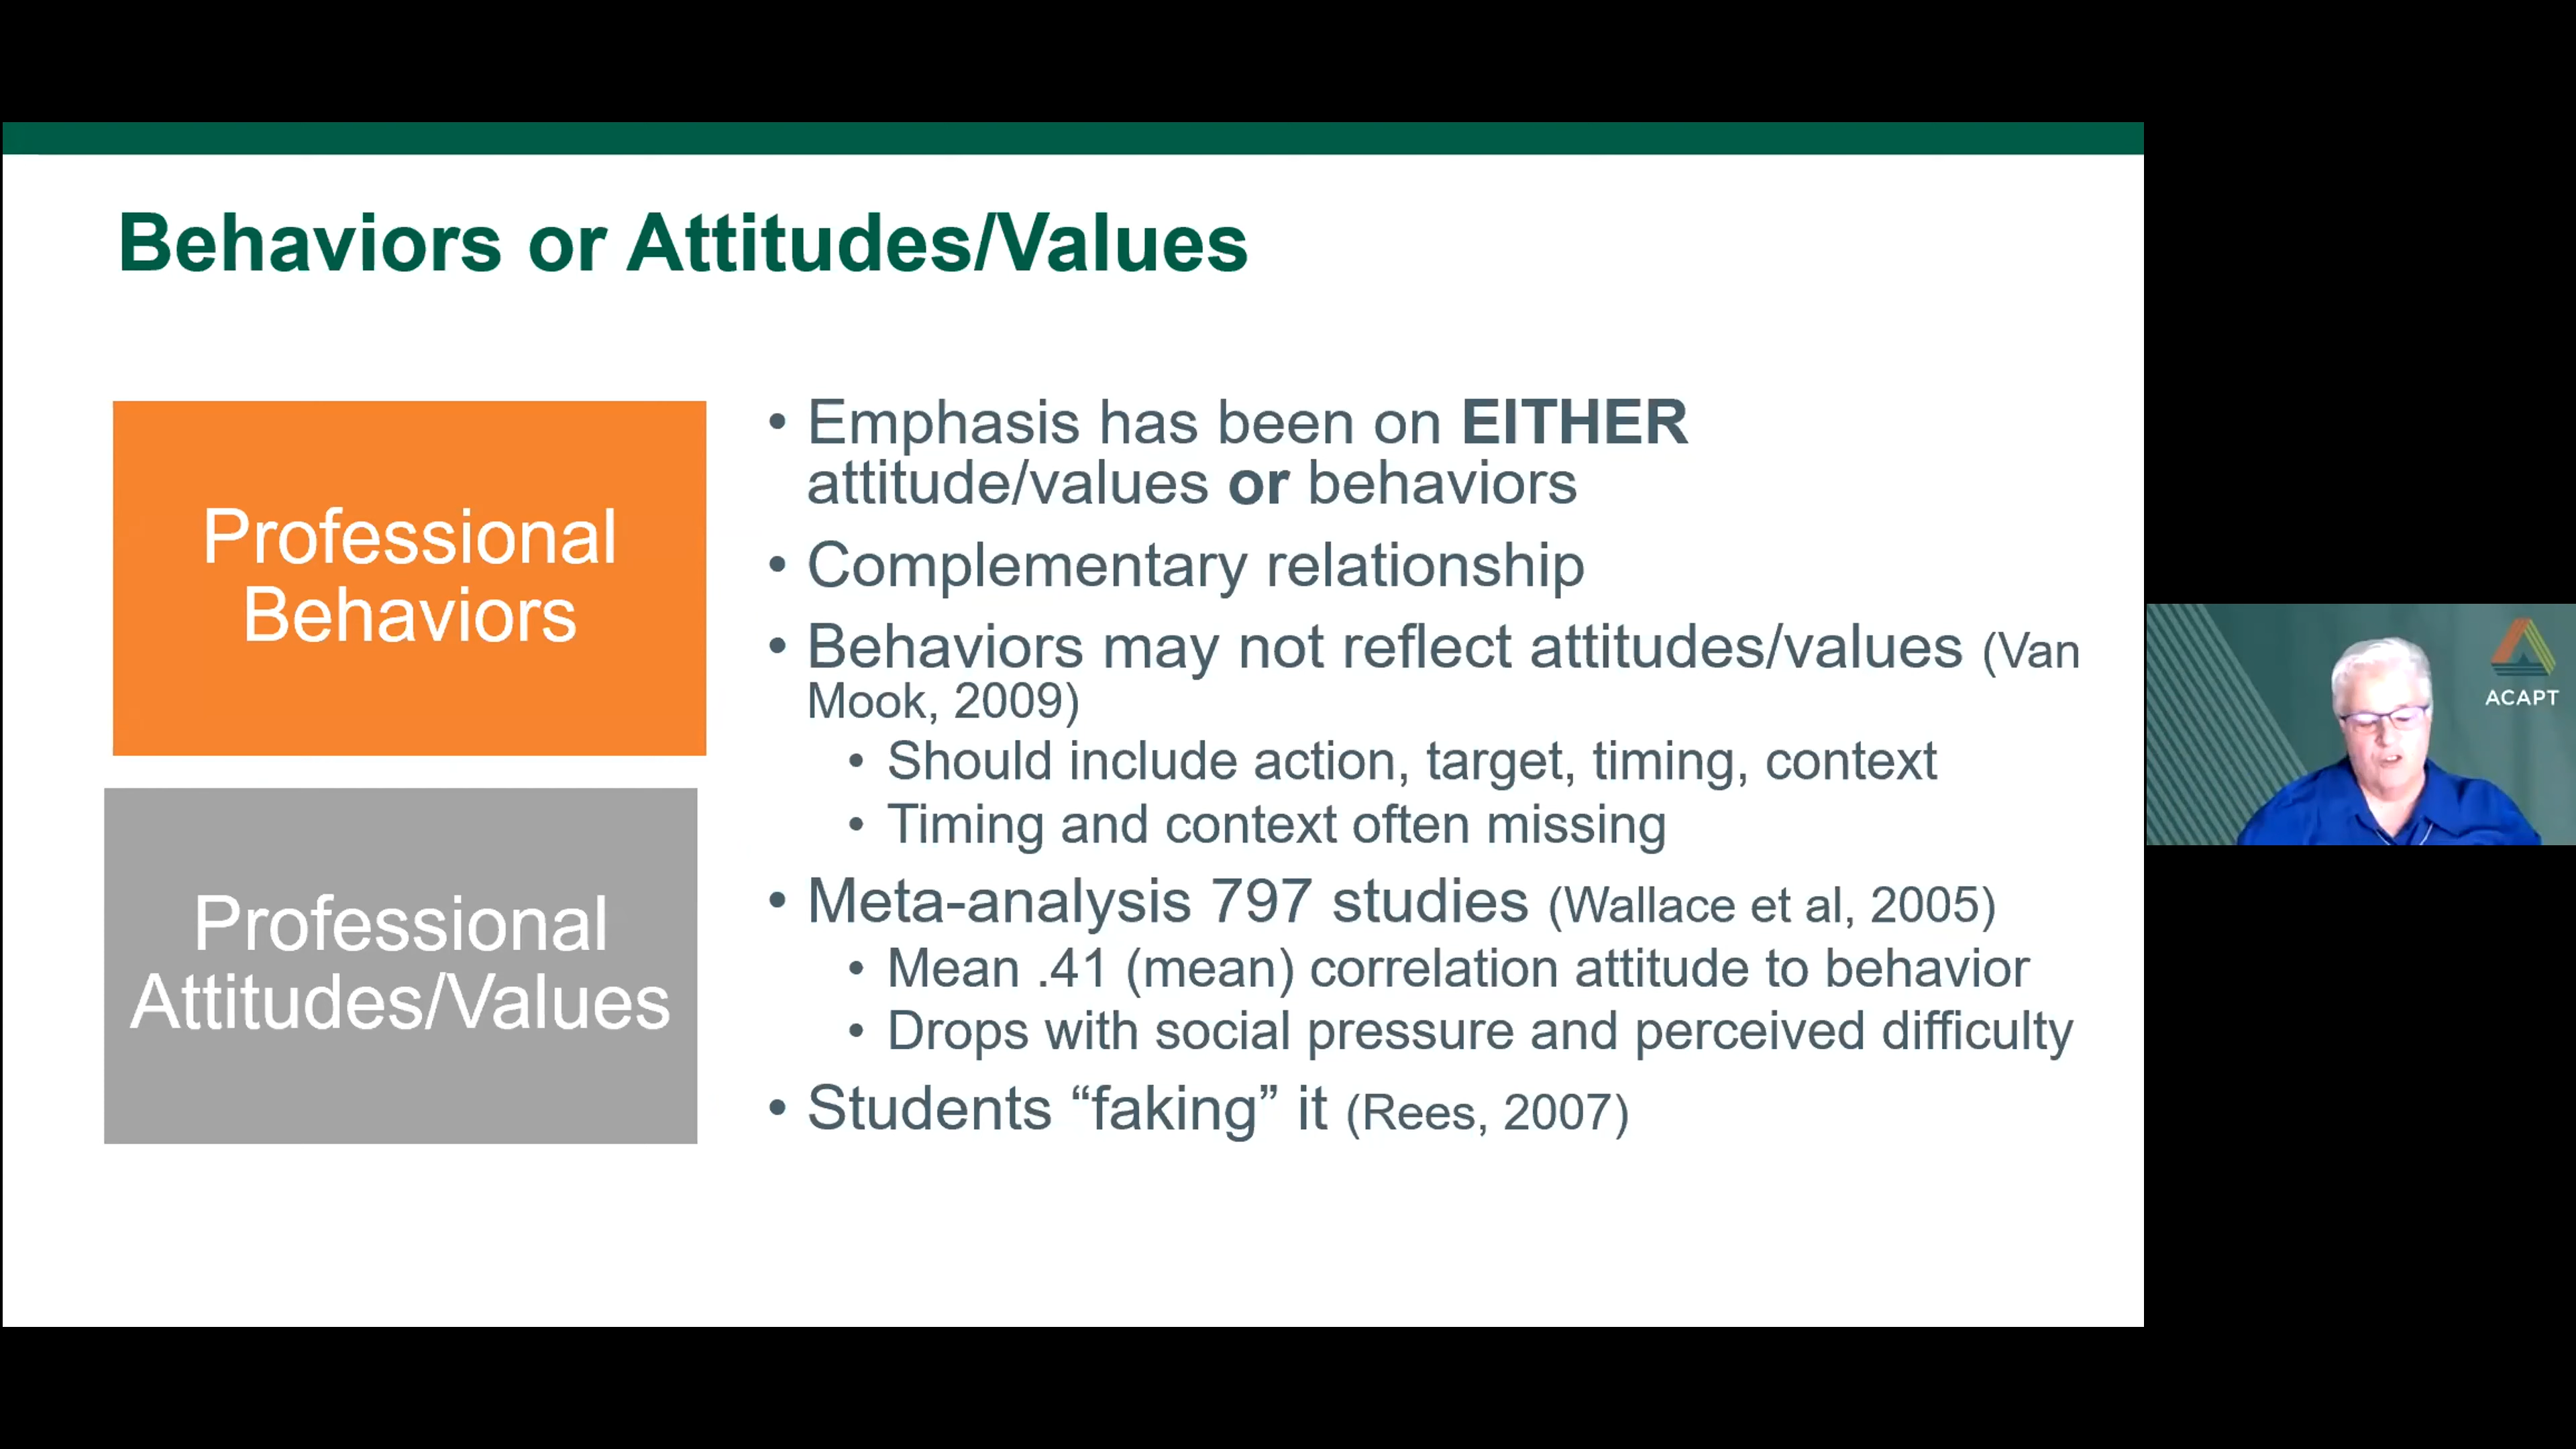 Behaviors or Attitudes/Values
Professional
Behaviors
Professional
Attitudes/Values
• Emphasis has been on EITHER
attitude/values or behaviors
• Complementary relationship
• Behaviors may not reflect attitudes/values (Van
Mook, 2009)
• Should include action, target, timing, context
• Timing and context often missing
• Meta-analysis 797 studies (Wallace et al, 2005)
• Mean .41 (mean) correlation attitude to behavior
• Drops with social pressure and perceived difficulty
• Students “faking” it (Rees, 2007)
ACAPT